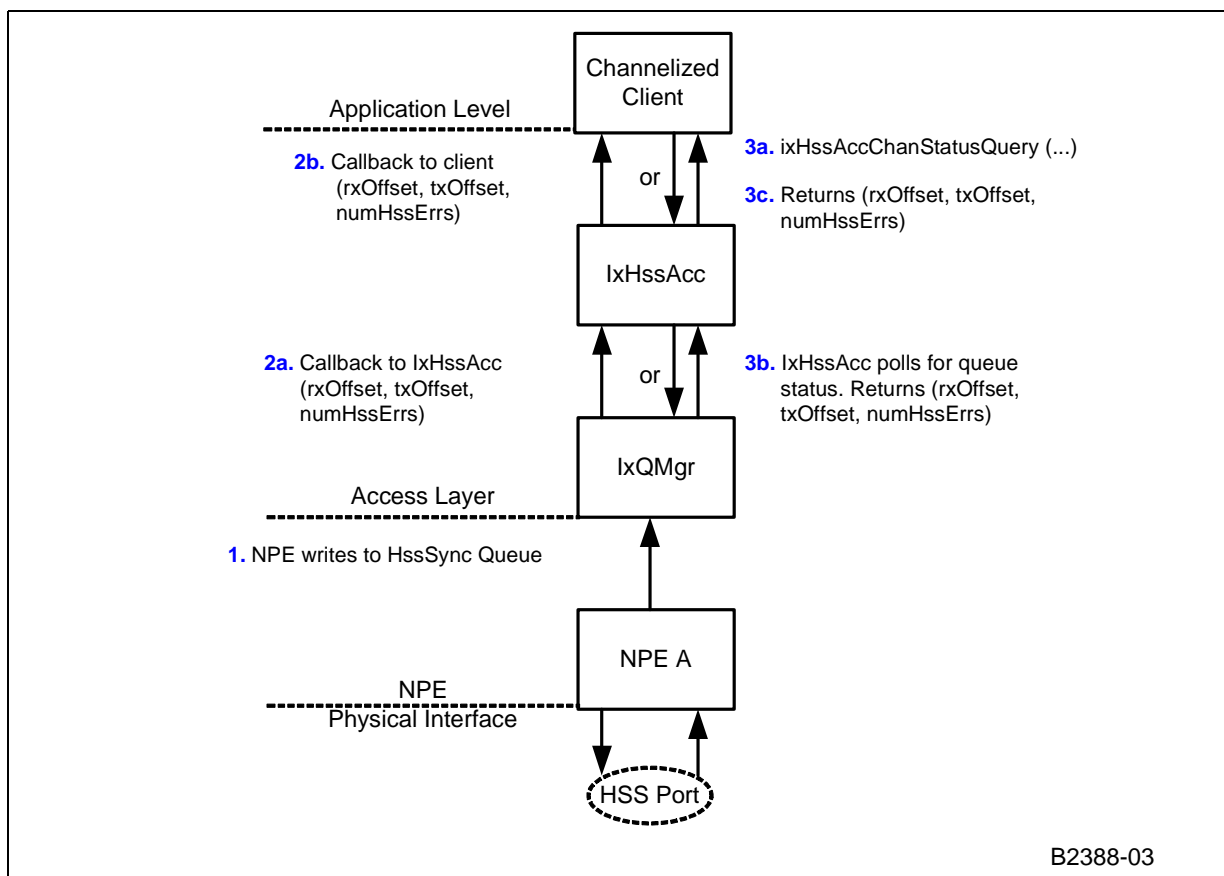 Channelized
Client
Application Level
2b. Callback to client
(rxOffset, txOffset,
numHssErrs)
or
3a. ixHssAccChanStatusQuery (...)
3c. Returns (rxOffset, txOffset,
numHssErrs)
IxHssAcc
2a. Callback to IxHssAcc
(rxOffset, txOffset,
numHssErrs)
or
3b. IxHssAcc polls for queue
status. Returns (rxOffset,
txOffset, numHssErrs)
IxQMgr
Access Layer
1. NPE writes to HssSync Queue
NPE A
NPE
Physical Interface
HSS Port
B2388-03